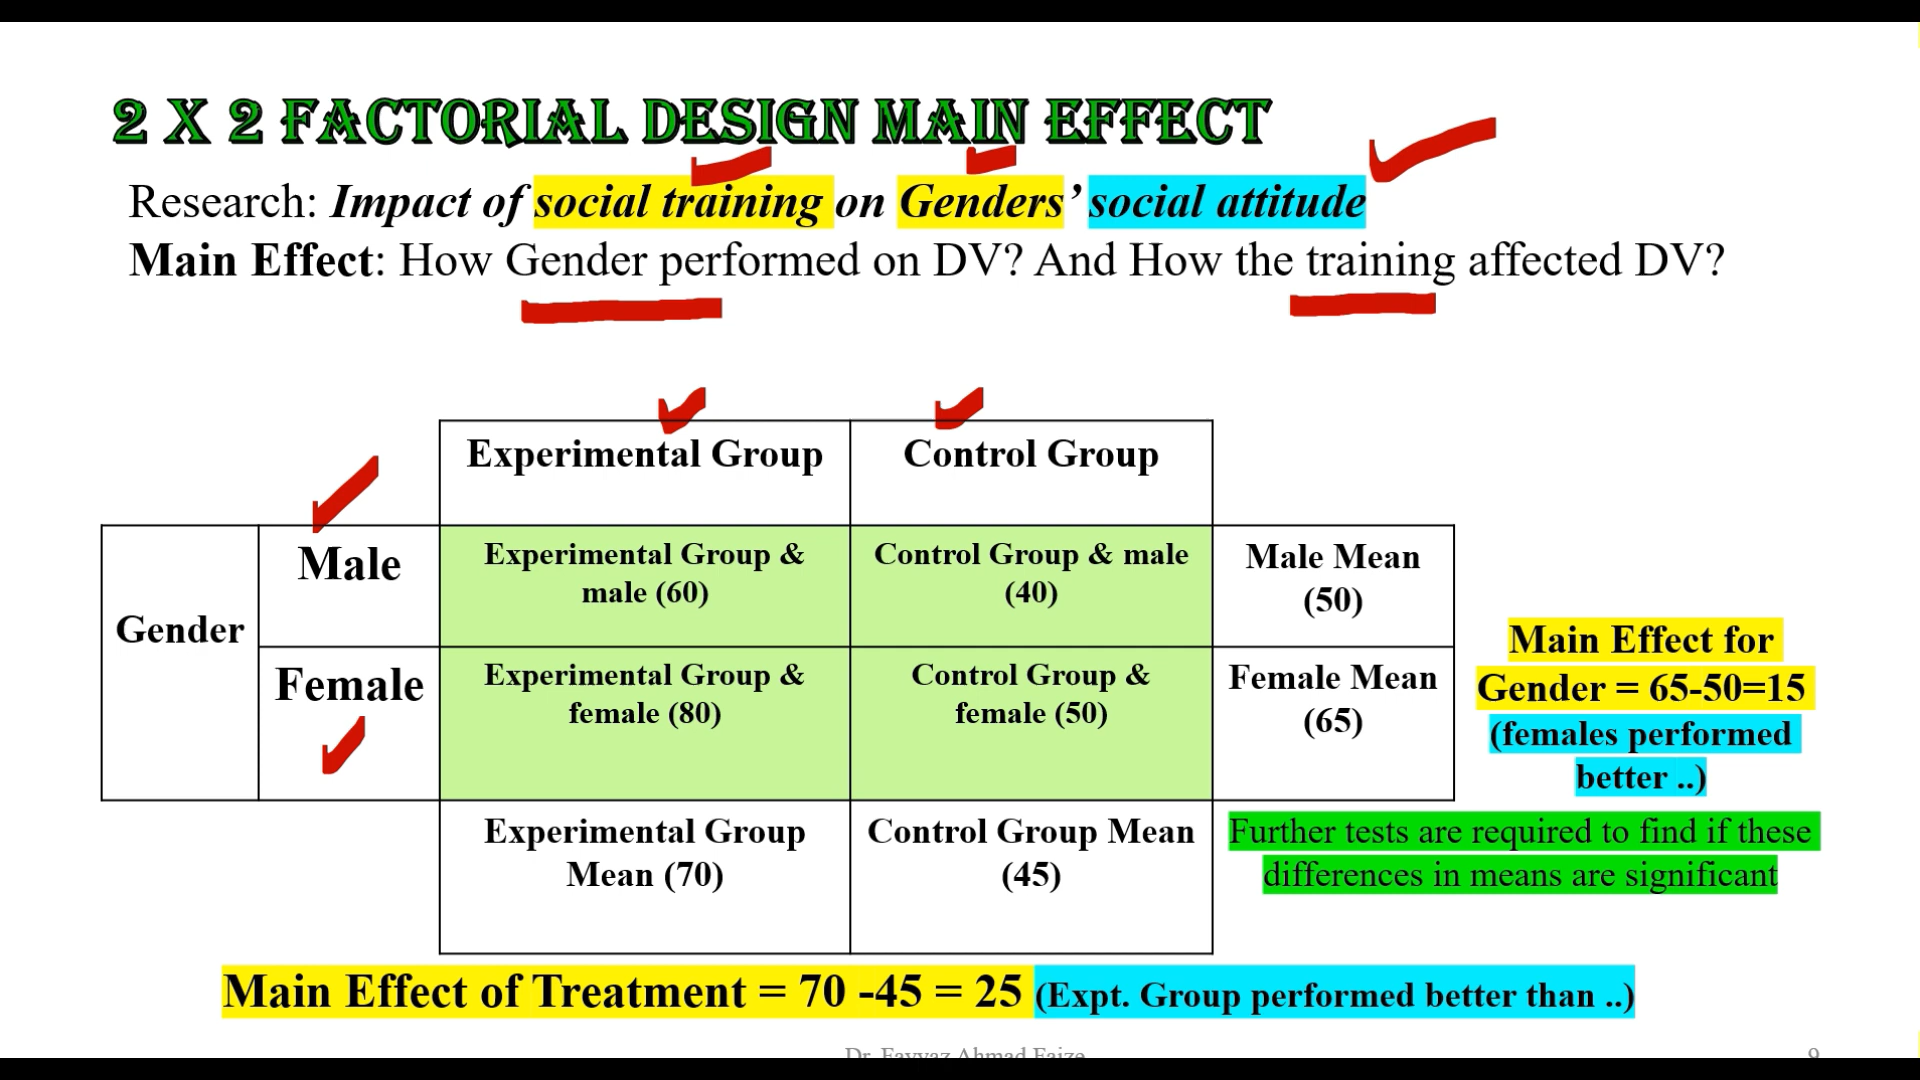 2 X 2 FACTORIAL DESIGN MAIN EFFECT
Research: Impact of social training on Genders’ social attitude
Main Effect: How Gender performed on DV? And How the training affected DV?
Experimental Group
Control Group
Gender
Male
Experimental Group &
male (60)
Control Group & male
(40)
Male Mean
(50)
Female
Experimental Group &
female (80)
Control Group &
female (50)
Female Mean
(65)
Main Effect for
Gender = 65-50=15
(females performed
better ..)
Experimental Group
Mean (70)
Control Group Mean
(45)
Further tests are required to find if these
differences in means are significant
Main Effect of Treatment = 70 -45 = 25 (Expt. Group performed better than ..)
Dr. Fayyaz Ahmad Faize
9